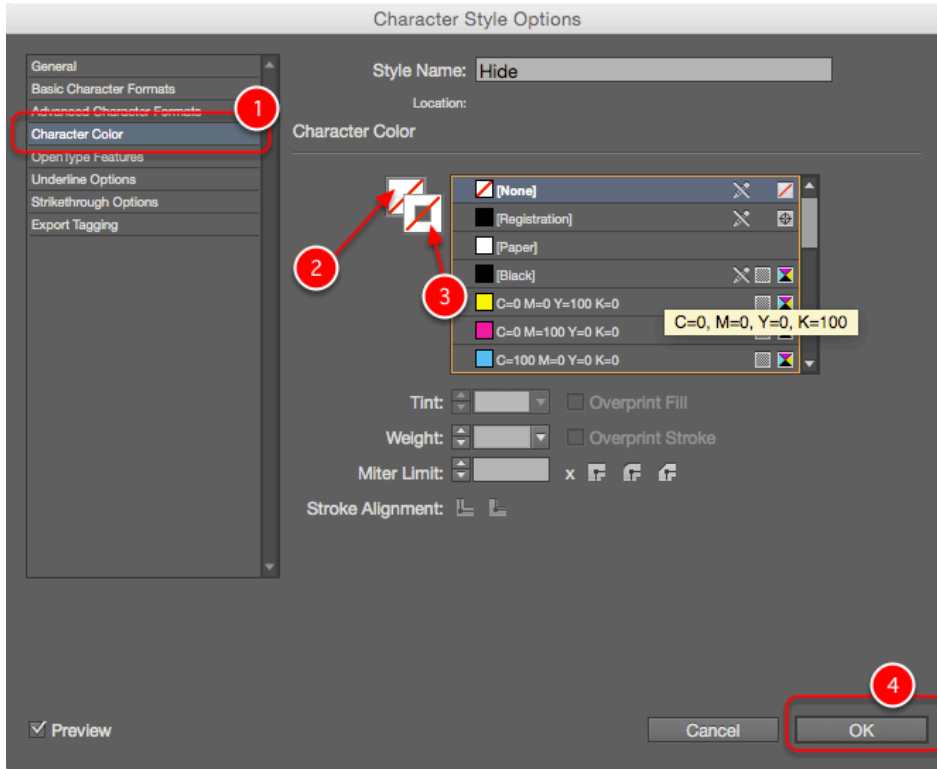 Character Style Options
General
Basic Character Formats
Advanced Character Formats
Character Color
OpenType Features
Underline Options
Strikethrough Options
Export Tagging
1
Style Name: Hide
Location:
Character Color
2
3
[None]
[Registration]
[Paper]
[Black]
C=0 M=0 Y=100 K=0
C=0 M=100 Y=0 K=0
C=100 M=0 Y=0 K=0
C=0, M=0, Y=0, K=100
Tint:
Overprint Fill
Weight:
Overprint Stroke
Miter Limit: x
Stroke Alignment:
4
Preview
Cancel
OK